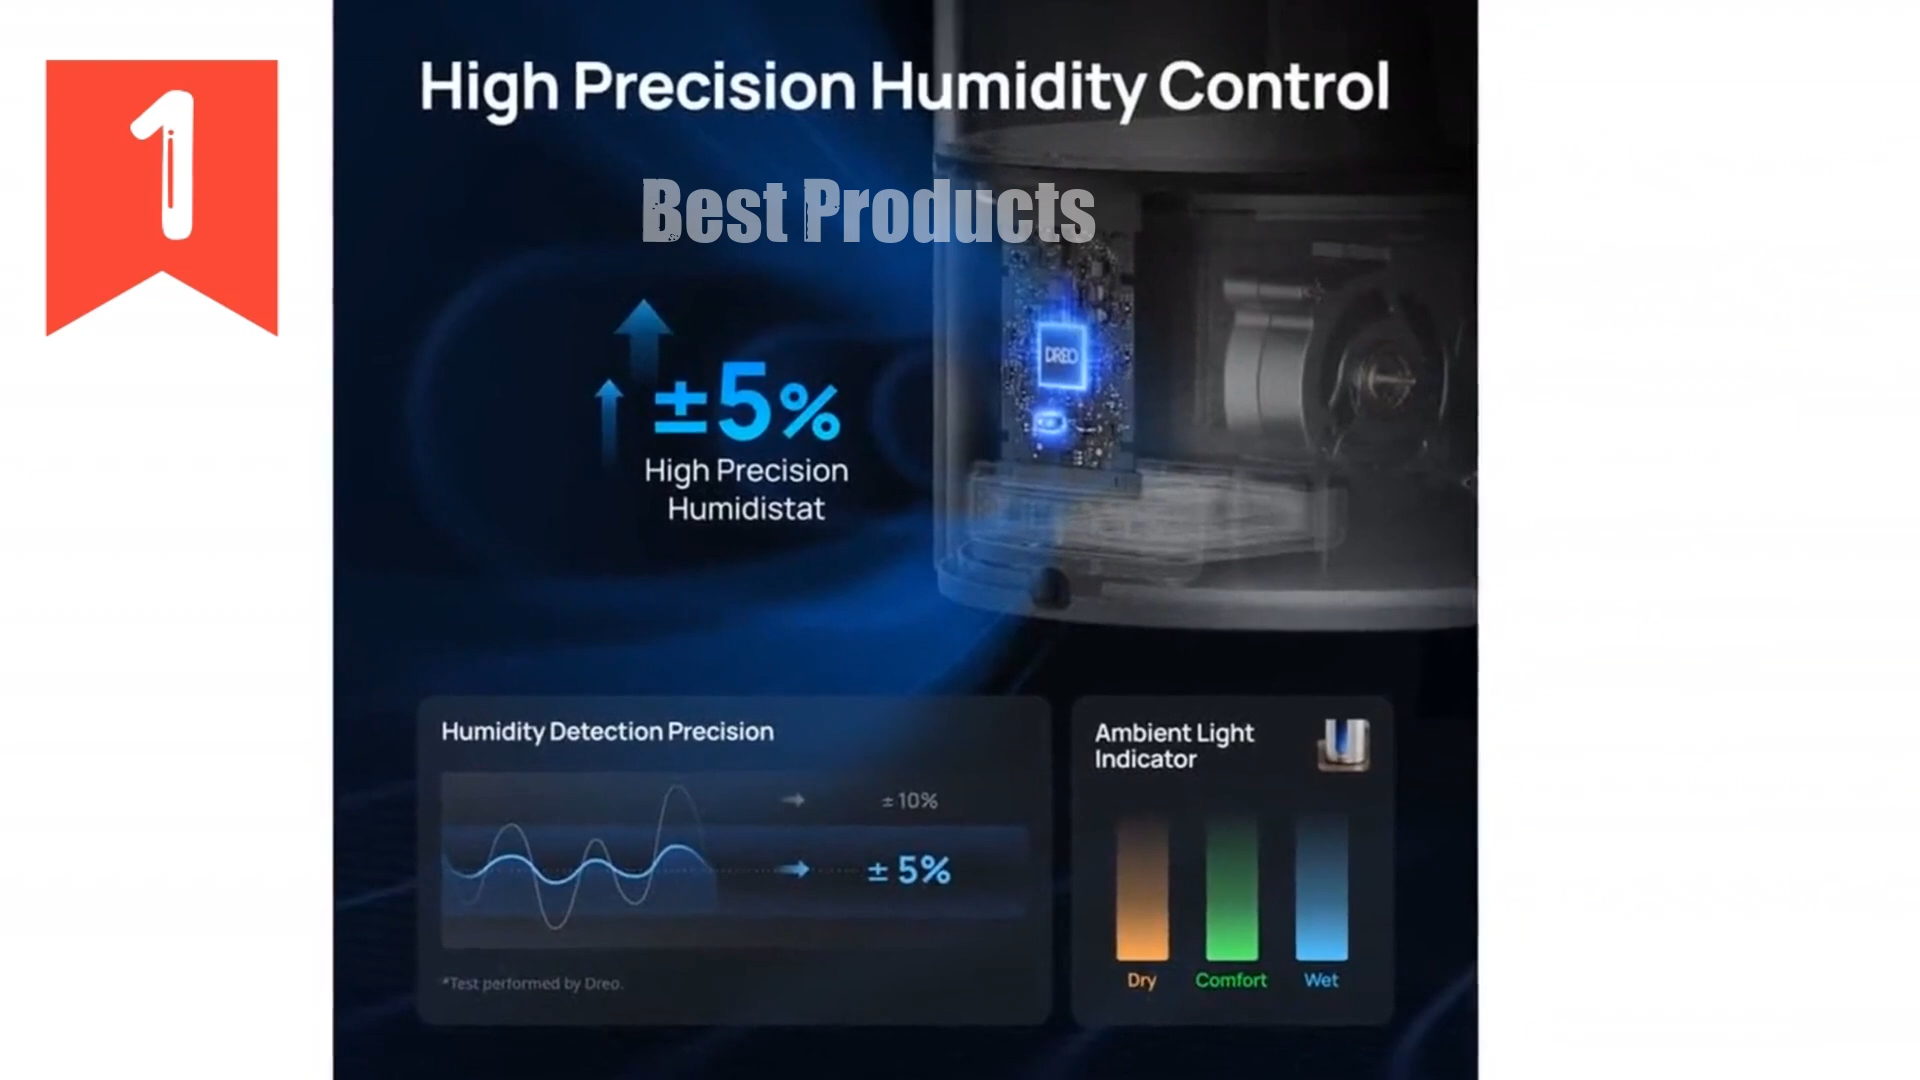 1
High Precision Humidity Control
Best Products
DREO
±5%
High Precision
Humidistat
Humidity Detection Precision
± 10%
± 5%
*Test performed by Dreo.
Ambient Light
Indicator
Dry
Comfort
Wet